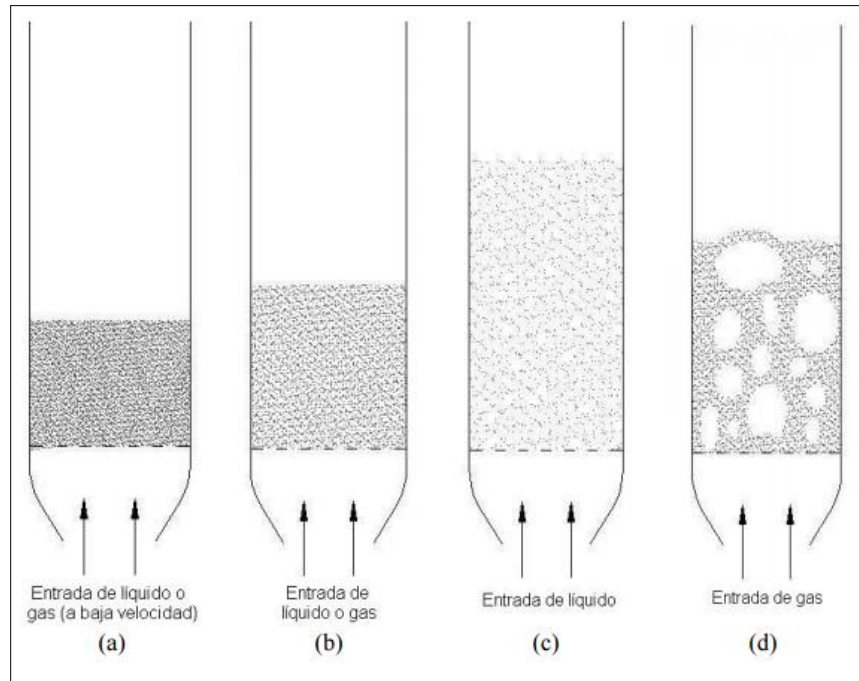 Entrada de líquido o
gas (a baja velocidad)
(a)
Entrada de
líquido o gas
(b)
Entrada de líquido
(c)
Entrada de gas
(d)